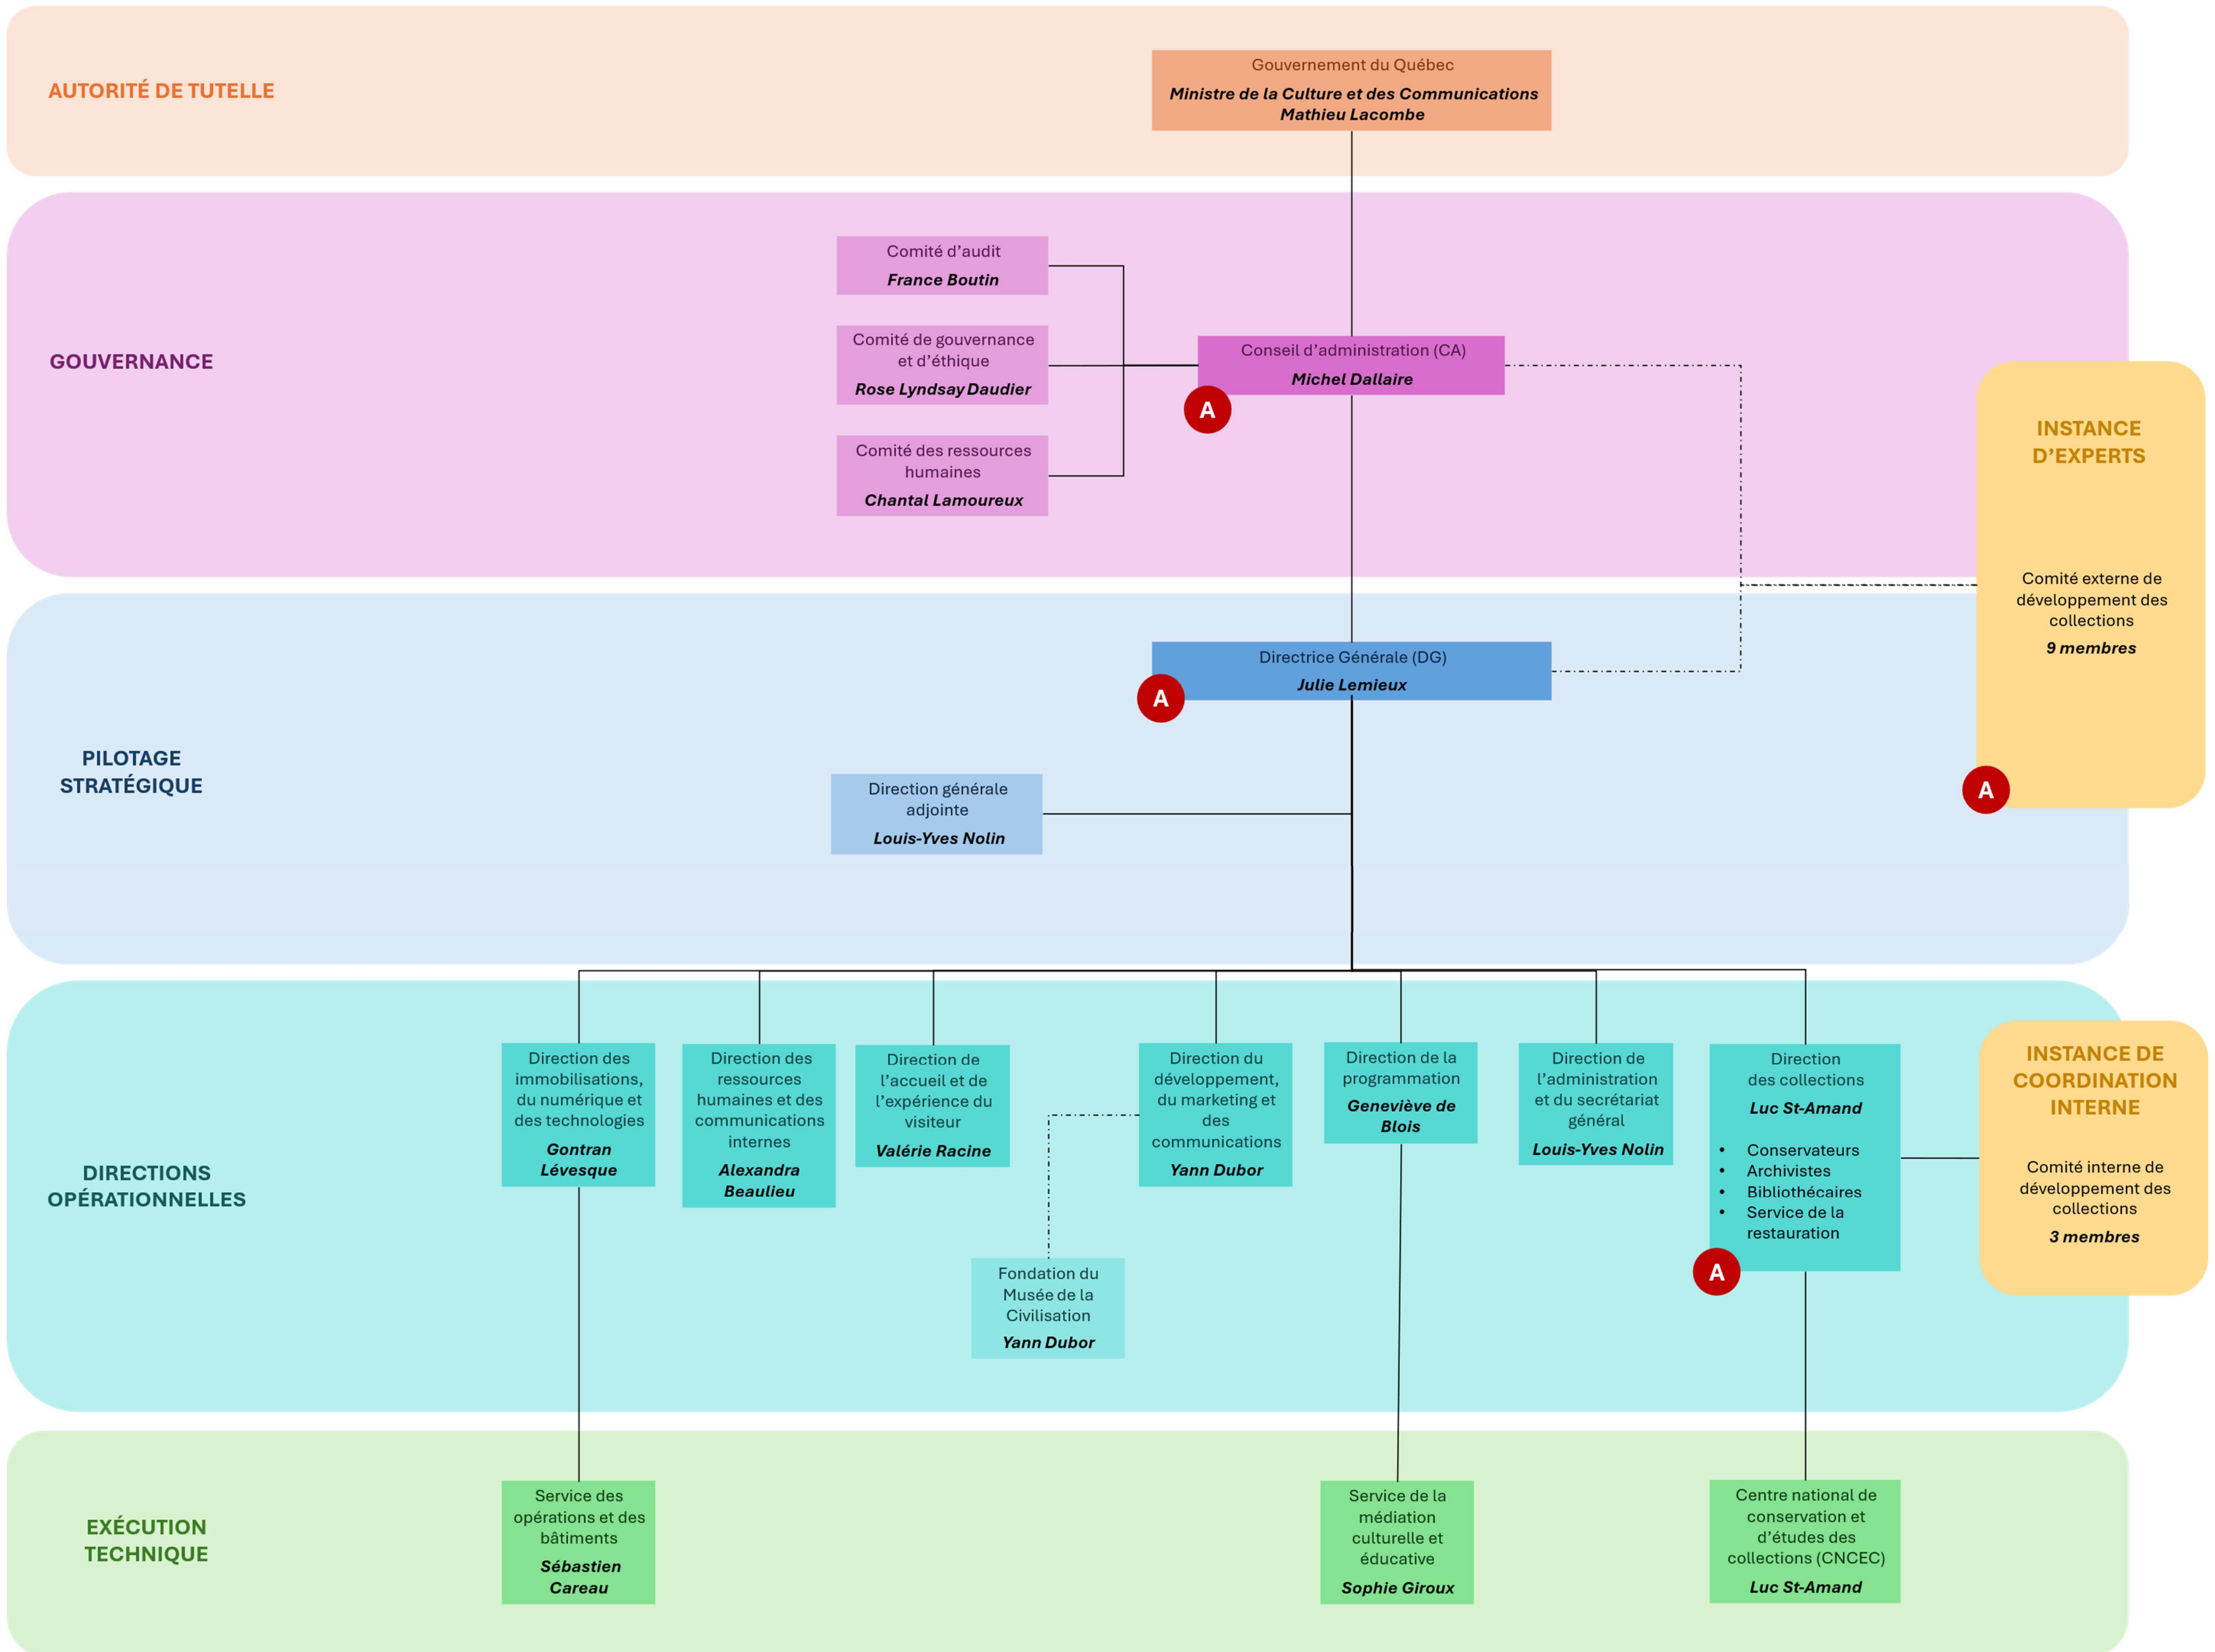 AUTORITÉ DE TUTELLE
Gouvernement du Québec
Ministre de la Culture et des Communications
Mathieu Lacombe
GOUVERNANCE
Comité d’audit
France Boutin
Comité de gouvernance
et d’éthique
Rose Lyndsay Daudier
Comité des ressources
humaines
Chantal Lamoureux
Conseil d’administration (CA)
Michel Dallaire
A
INSTANCE
D’EXPERTS
Comité externe de
développement des
collections
9 membres
A
PILOTAGE
STRATÉGIQUE
Directrice Générale (DG)
Julie Lemieux
A
Direction générale
adjointe
Louis-Yves Nolin
DIRECTIONS
OPÉRATIONNELLES
Direction des
immobilisations,
du numérique et
des technologies
Gontran
Lévesque
Direction des
ressources
humaines et des
communications
internes
Alexandra
Beaulieu
Direction de
l’accueil et de
l’expérience du
visiteur
Valérie Racine
Direction du
développement,
du marketing et
des
communications
Yann Dubor
Fondation du
Musée de la
Civilisation
Yann Dubor
Direction de la
programmation
Geneviève de
Blois
Direction de
l’administration
et du secrétariat
général
Louis-Yves Nolin
Direction
des collections
Luc St-Amand
• Conservateurs
• Archivistes
• Bibliothécaires
• Service de la
restauration
A
INSTANCE DE
COORDINATION
INTERNE
Comité interne de
développement des
collections
3 membres
EXÉCUTION
TECHNIQUE
Service des
opérations et des
bâtiments
Sébastien
Careau
Service de la
médiation
culturelle et
éducative
Sophie Giroux
Centre national de
conservation et
d’études des
collections (CNCEC)
Luc St-Amand